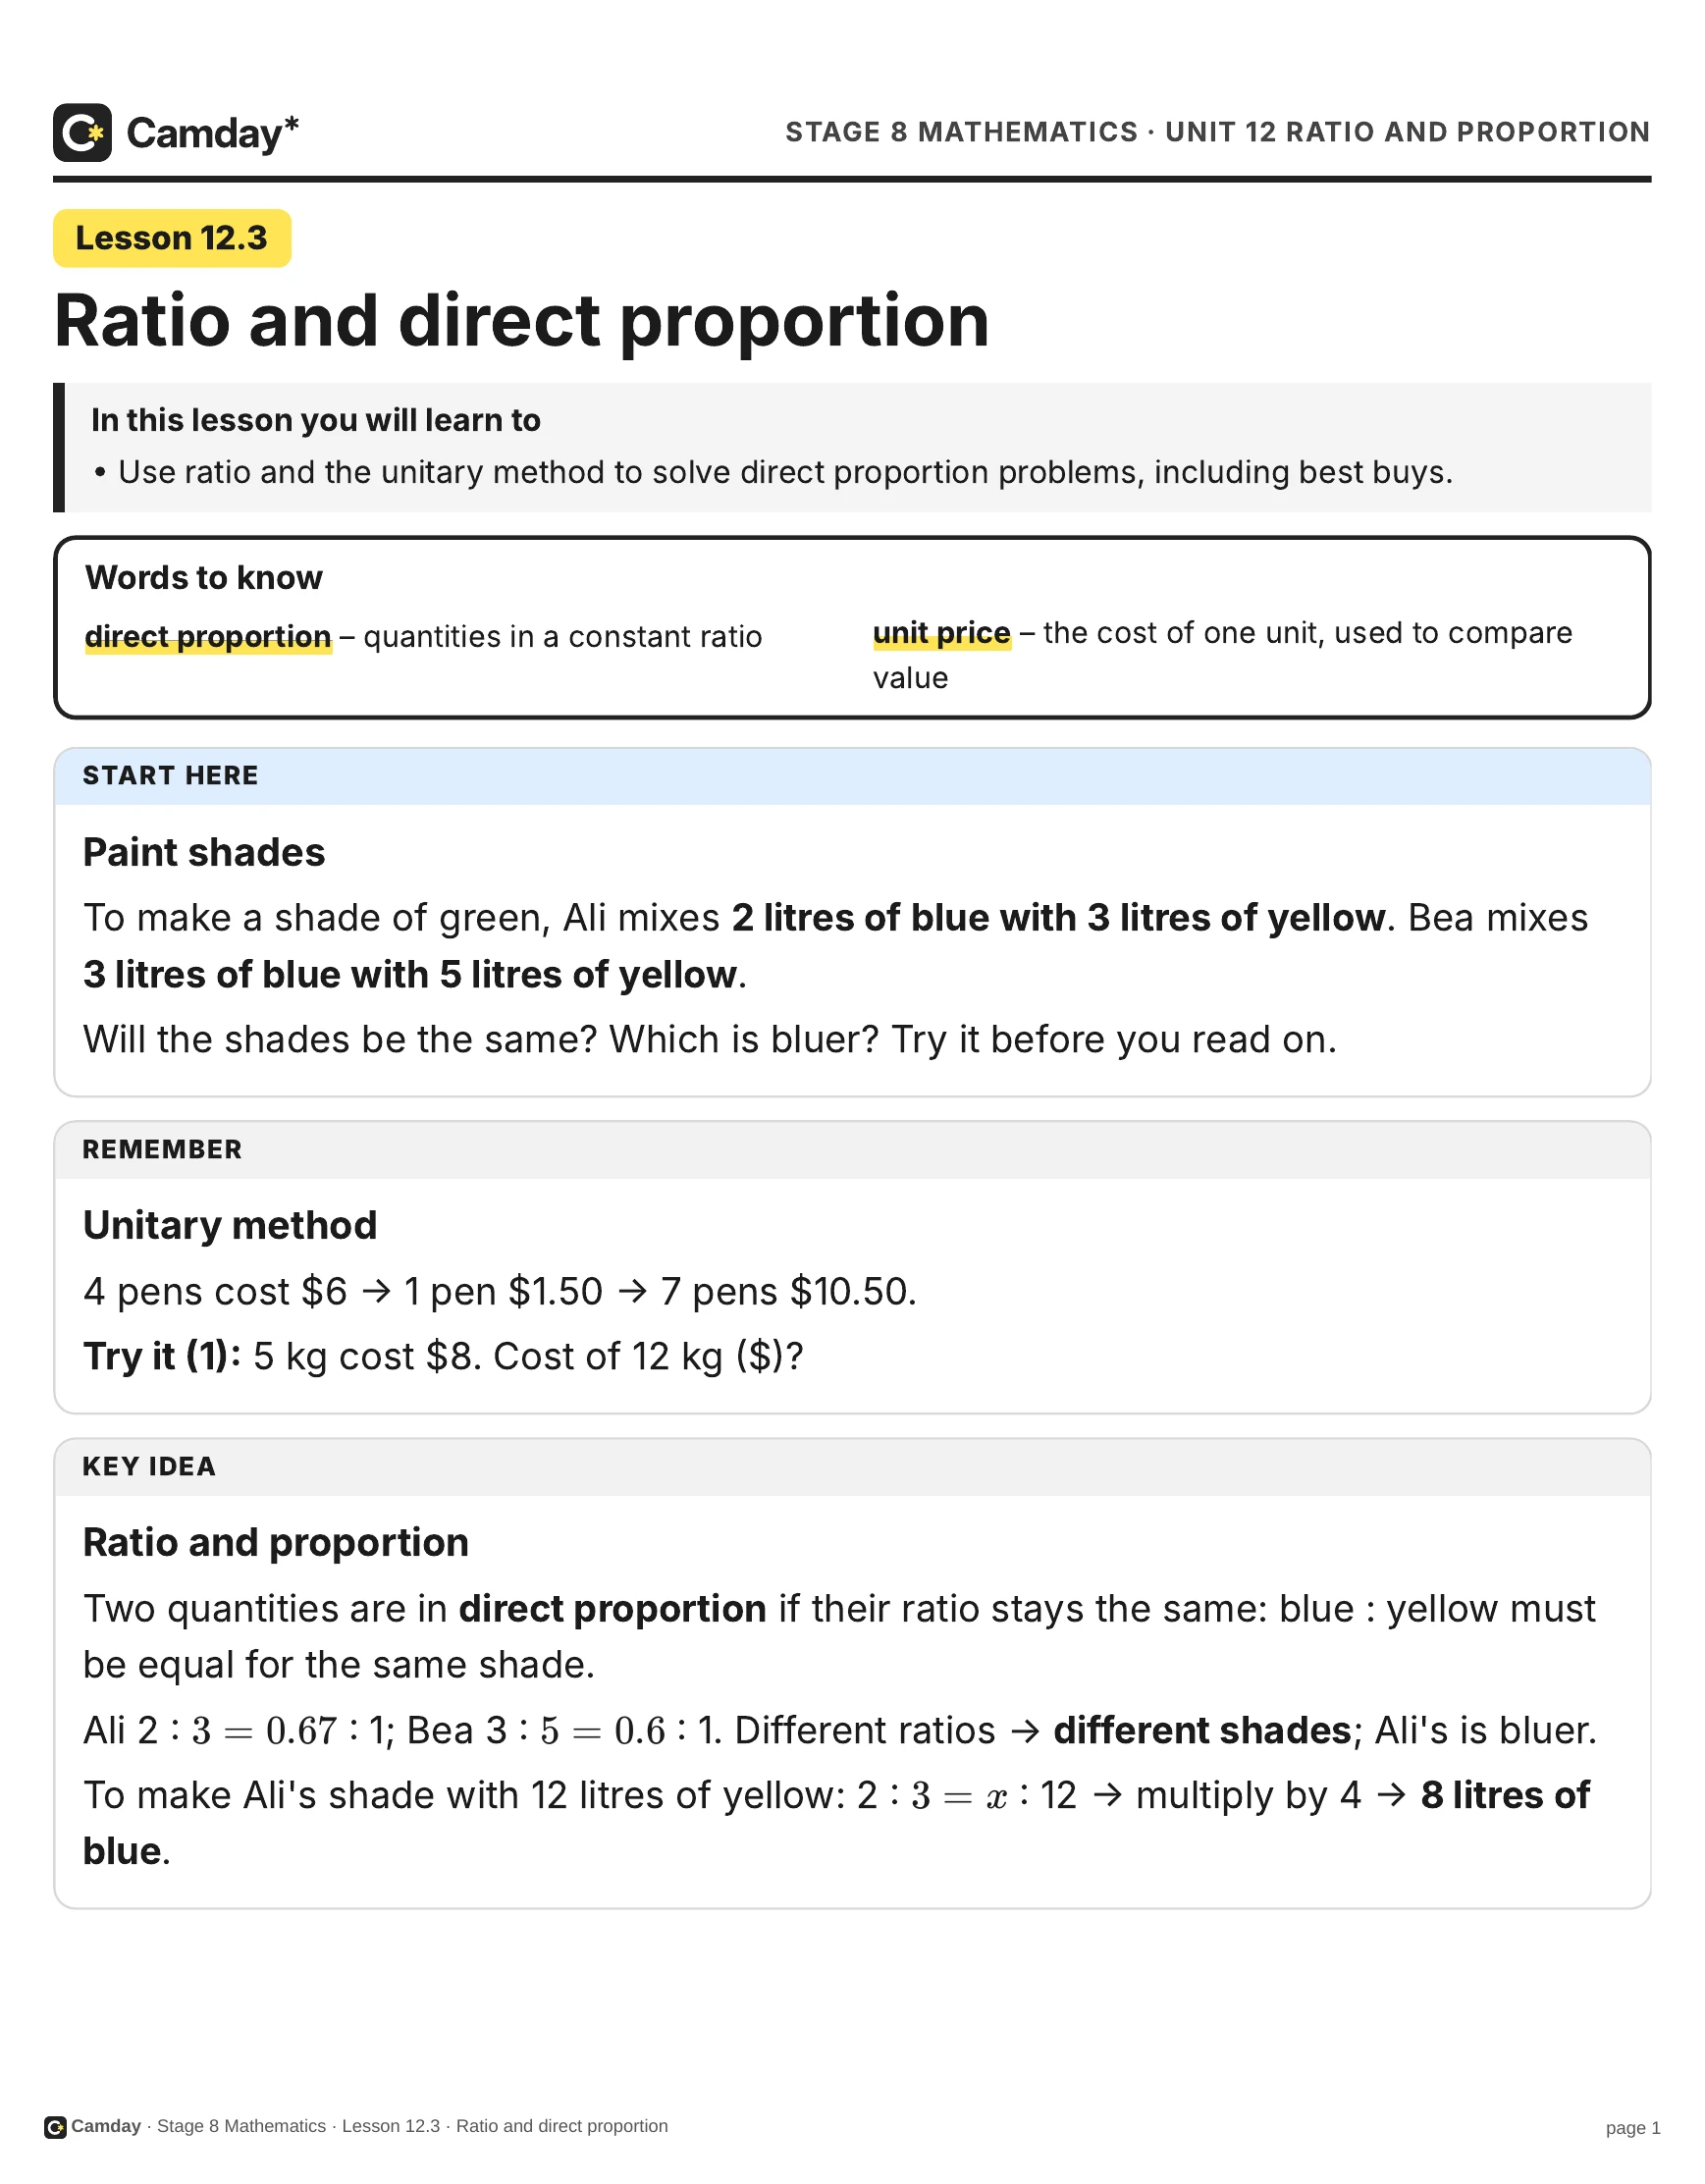 Camday*
STAGE 8 MATHEMATICS · UNIT 12 RATIO AND PROPORTION
Lesson 12.3
Ratio and direct proportion
In this lesson you will learn to
• Use ratio and the unitary method to solve direct proportion problems, including best buys.
Words to know
direct proportion – quantities in a constant ratio
unit price – the cost of one unit, used to compare
value
START HERE
Paint shades
To make a shade of green, Ali mixes 2 litres of blue with 3 litres of yellow. Bea mixes
3 litres of blue with 5 litres of yellow.
Will the shades be the same? Which is bluer? Try it before you read on.
REMEMBER
Unitary method
4 pens cost $6 → 1 pen $1.50 → 7 pens $10.50.
Try it (1): 5 kg cost $8. Cost of 12 kg ($)?
KEY IDEA
Ratio and proportion
Two quantities are in direct proportion if their ratio stays the same: blue : yellow must
be equal for the same shade.
Ali 2 : 3 = 0.67 : 1; Bea 3 : 5 = 0.6 : 1. Different ratios → different shades; Ali's is bluer.
To make Ali's shade with 12 litres of yellow: 2 : 3 = x : 12 → multiply by 4 → 8 litres of
blue.
Camday · Stage 8 Mathematics · Lesson 12.3 · Ratio and direct proportion
page 1